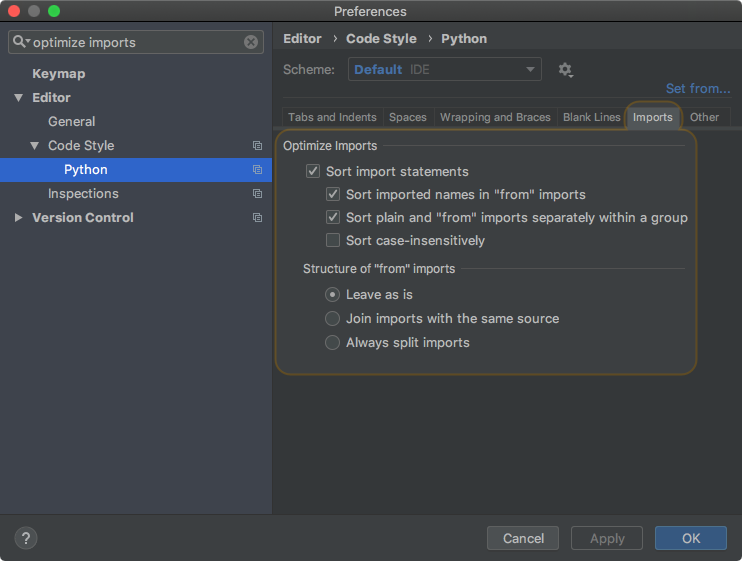 Preferences
optimize imports
Keymap
Editor
General
Code Style
Python
Inspections
Version Control
Editor › Code Style › Python
Scheme: Default IDE
Set from...
Tabs and Indents Spaces Wrapping and Braces Blank Lines Imports Other
Optimize Imports
Sort import statements
Sort imported names in "from" imports
Sort plain and "from" imports separately within a group
Sort case-insensitively
Structure of "from" imports
Leave as is
Join imports with the same source
Always split imports
? Cancel Apply OK